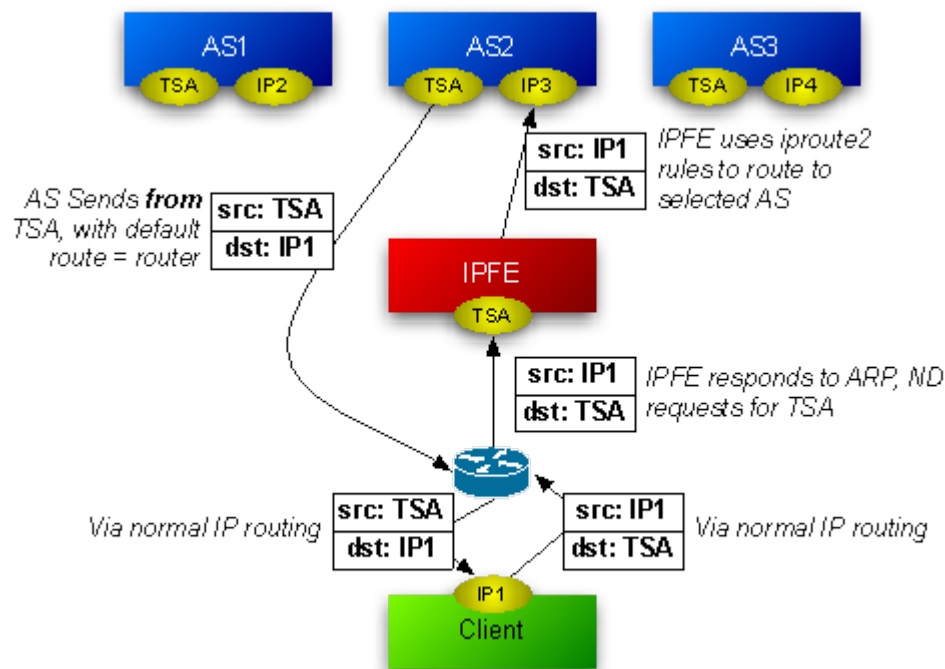 AS1
AS2
AS3
TSA
IP2
TSA
IP3
TSA
IP4
src: IP1
dst: TSA
IPFE uses iproute2
rules to route to
selected AS
AS Sends from
TSA, with default
route = router
src: TSA
dst: IP1
IPFE
TSA
src: IP1
dst: TSA
IPFE responds to ARP, ND
requests for TSA
Via normal IP routing
src: TSA
dst: IP1
src: IP1
dst: TSA
Via normal IP routing
IP1
Client